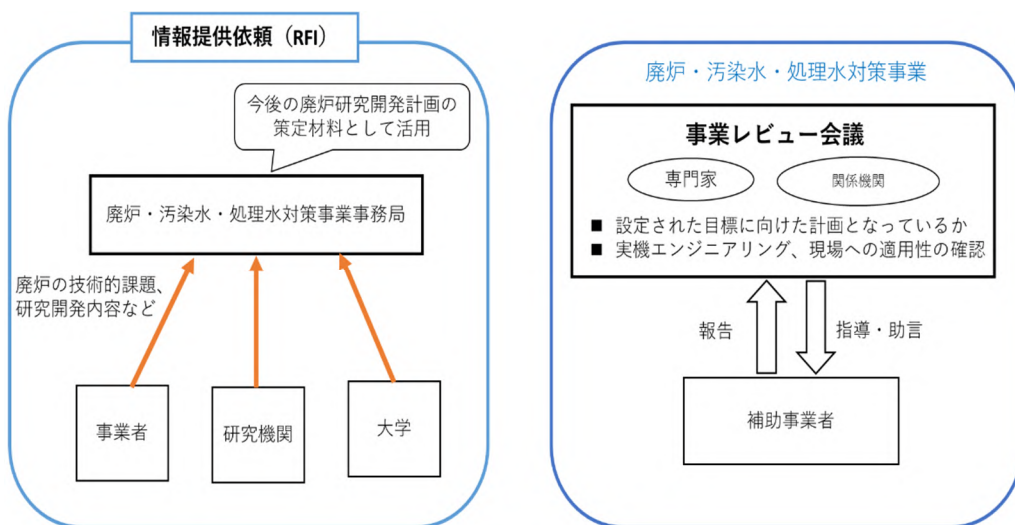 情報提供依頼（RFI）
今後の廃炉研究開発計画の
策定材料として活用
廃炉・汚染水・処理水対策事業事務局
廃炉の技術的課題、
研究開発内容など
事業者
研究機関
大学
廃炉・汚染水・処理水対策事業
事業レビュー会議
専門家
関係機関
■ 設定された目標に向けた計画となっているか
■ 実機エンジニアリング、現場への適用性の確認
報告
指導・助言
補助事業者